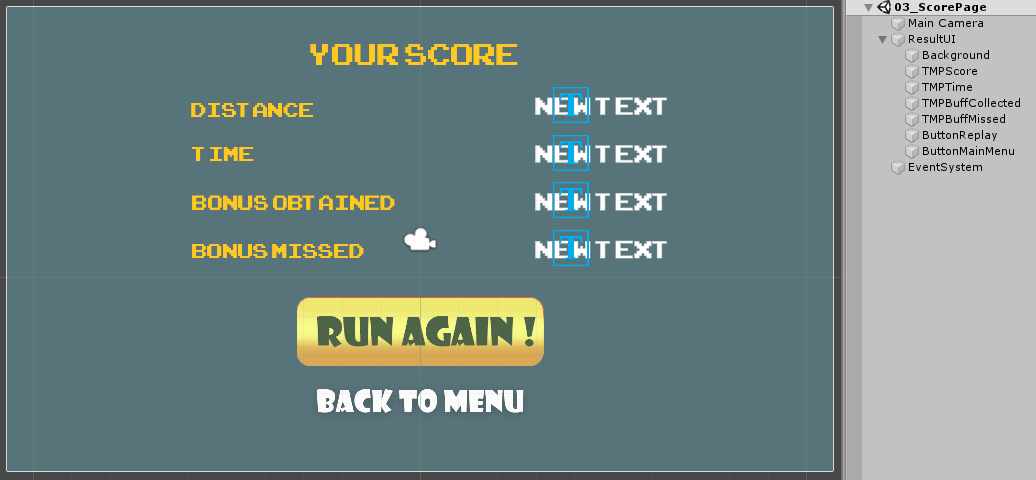 YOUR SCORE
DISTANCE NEW TEXT
TIME NEW TEXT
BONUS OBTAINED NEW TEXT
BONUS MISSED NEW TEXT
RUN AGAIN !
BACK TO MENU
03_ScorePage
Main Camera
ResultUI
Background
TMPScore
TMPTime
TMPBuffCollected
TMPBuffMissed
ButtonReplay
ButtonMainMenu
EventSystem